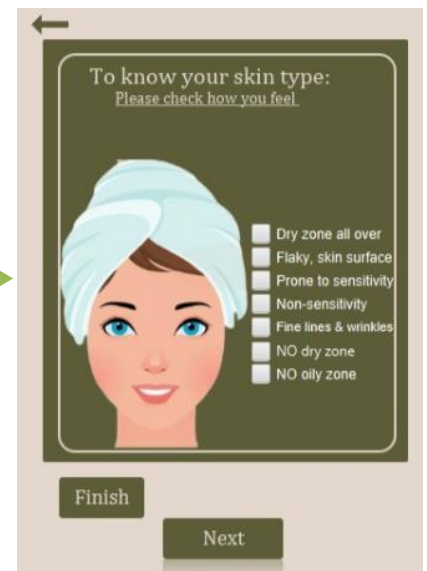 To know your skin type:
Please check how you feel
Dry zone all over
Flaky, skin surface
Prone to sensitivity
Non-sensitivity
Fine lines & wrinkles
NO dry zone
NO oily zone
Finish
Next